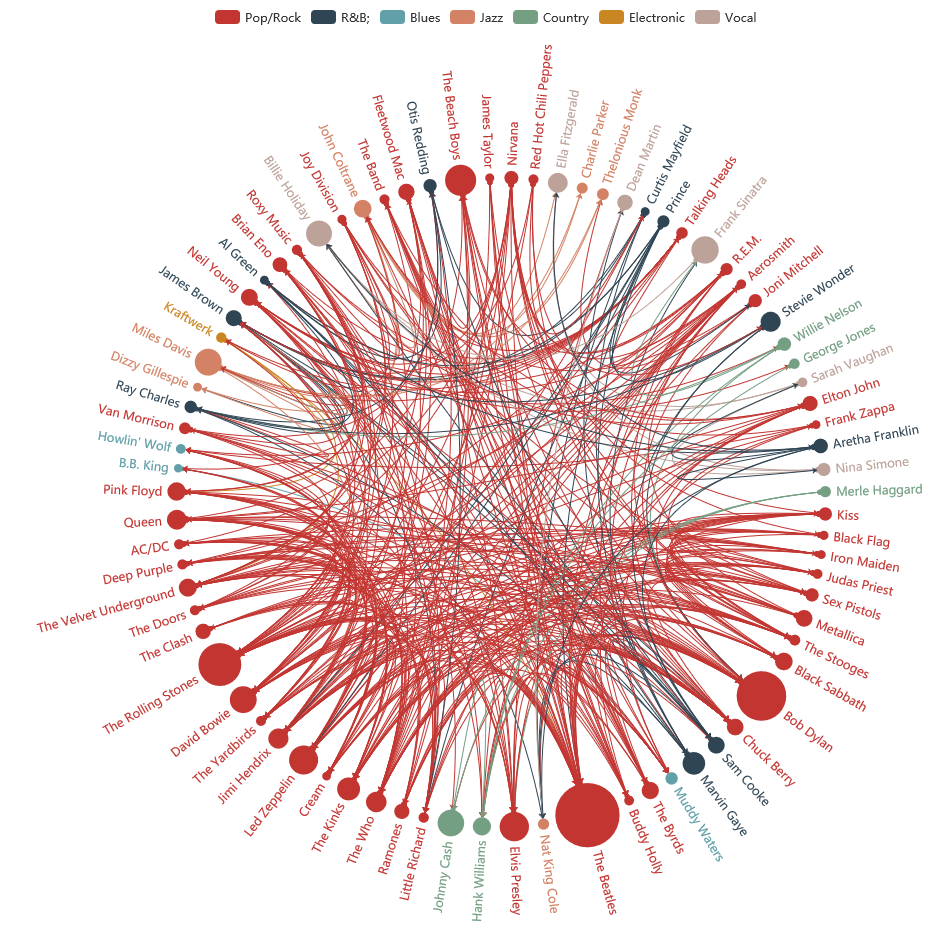 Pop/Rock
R&B;
Blues
Jazz
Country
Electronic
Vocal
The Beach Boys
James Taylor
Nirvana
Red Hot Chili Peppers
Ella Fitzgerald
Charlie Parker
Thelonious Monk
Dean Martin
Curtis Mayfield
Prince
Talking Heads
Frank Sinatra
R.E.M.
Aerosmith
Joni Mitchell
Stevie Wonder
Willie Nelson
George Jones
Sarah Vaughan
Elton John
Frank Zappa
Aretha Franklin
Nina Simone
Merle Haggard
Kiss
Black Flag
Iron Maiden
Judas Priest
Sex Pistols
Metallica
The Stooges
Black Sabbath
Bob Dylan
Chuck Berry
Sam Cooke
Marvin Gaye
Muddy Waters
The Byrds
Buddy Holly
The Beatles
Nat King Cole
Elvis Presley
Hank Williams
Johnny Cash
Little Richard
Ramones
The Who
The Kinks
Cream
Led Zeppelin
Jimi Hendrix
The Yardbirds
David Bowie
The Rolling Stones
The Clash
The Doors
The Velvet Underground
Deep Purple
AC/DC
Queen
Pink Floyd
B.B. King
Howlin' Wolf
Van Morrison
Ray Charles
Dizzy Gillespie
Miles Davis
Kraftwerk
James Brown
Neil Young
Al Green
Brian Eno
Roxy Music
Billie Holiday
Joy Division
John Coltrane
The Band
Fleetwood Mac
Otis Redding